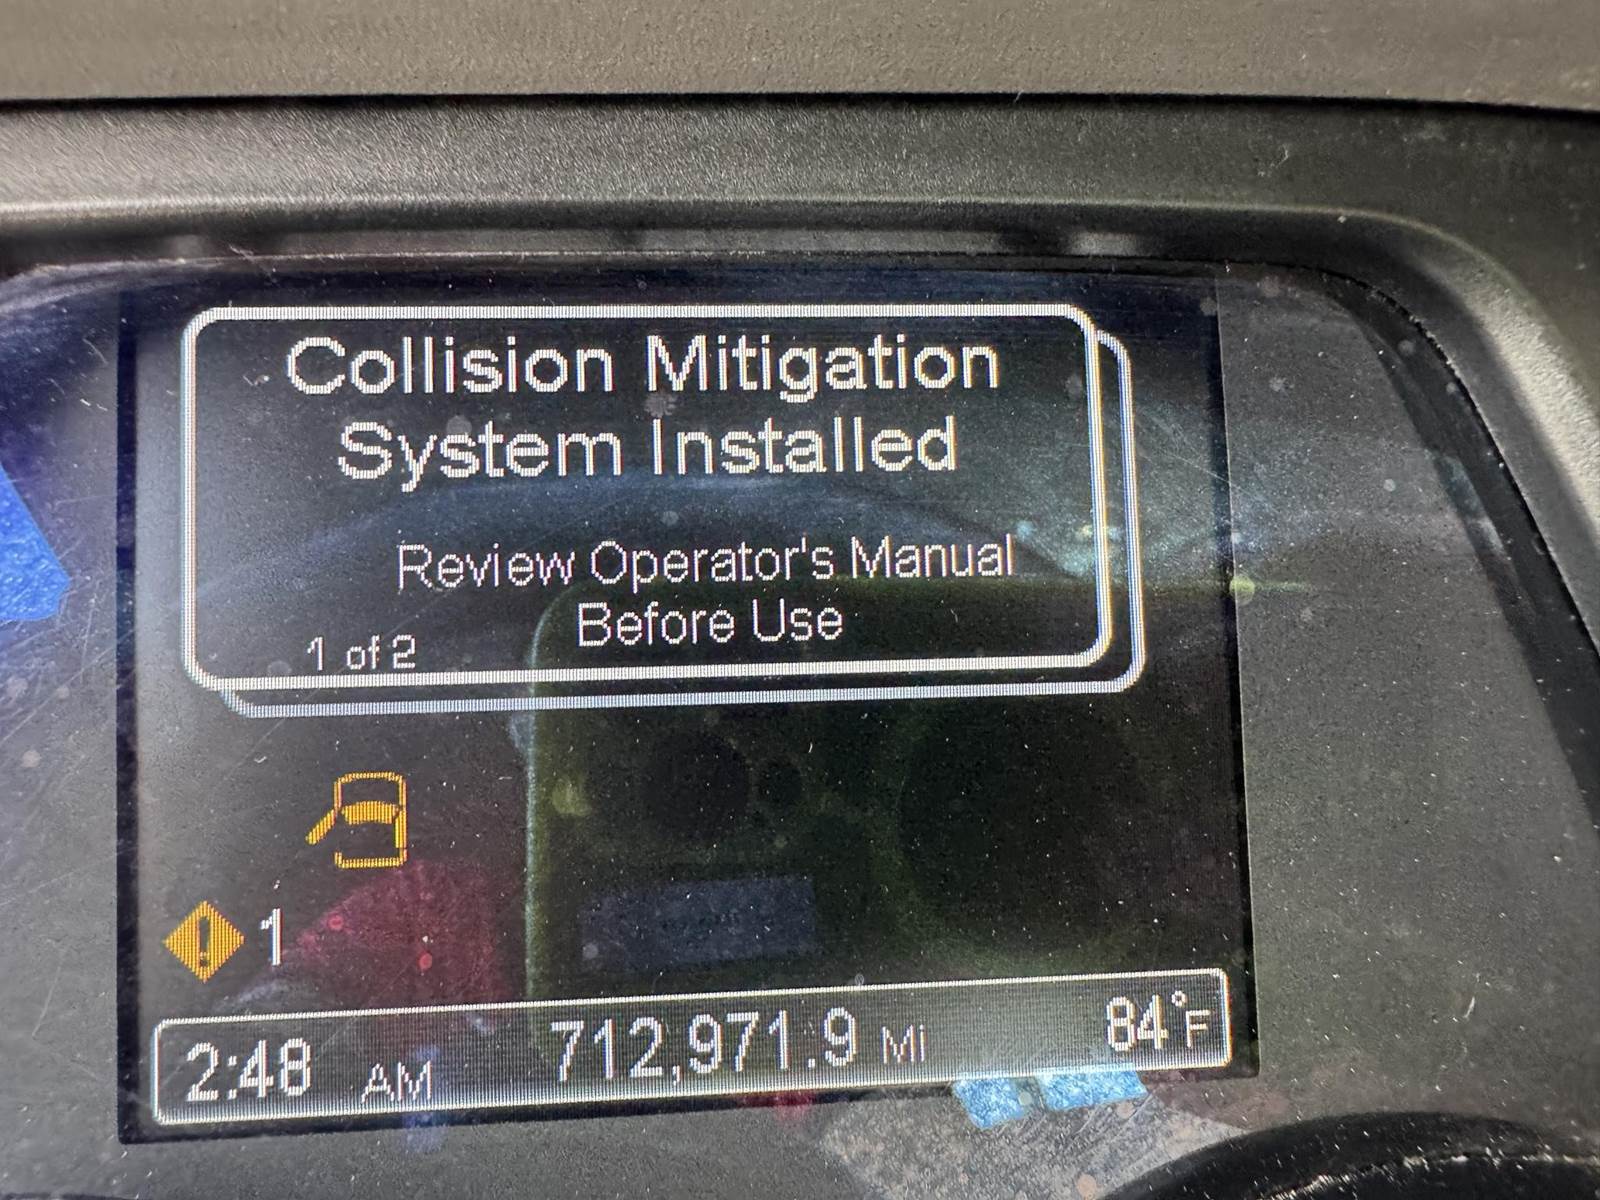 Collision Mitigation
System Installed
Review Operator's Manual
Before Use
1 of 2
! 1
2:48 AM 712,971.9 Mi 84°F